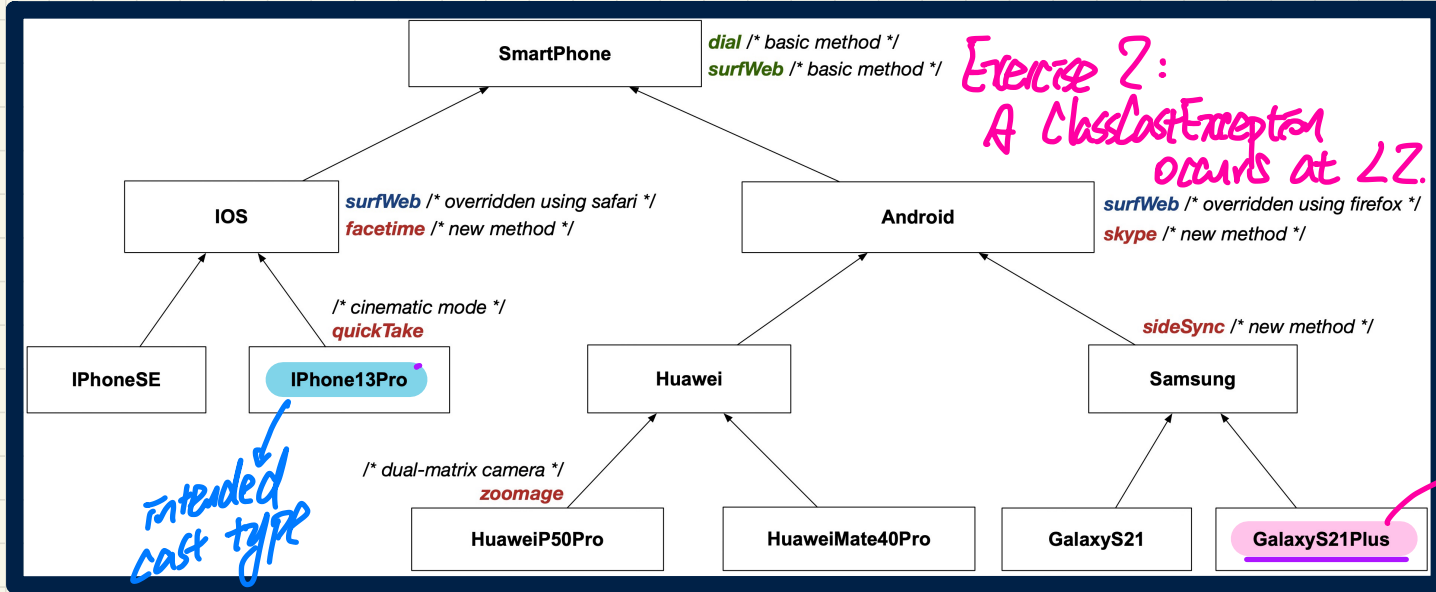 SmartPhone
dial /* basic method */
surfWeb /* basic method */
Exercise 2:
A ClassCastException
occurs at L2.
IOS
surfWeb /* overridden using safari */
facetime /* new method */
Android
surfWeb /* overridden using firefox */
skype /* new method */
/* cinematic mode */
quickTake
sideSync /* new method */
IPhoneSE
IPhone13Pro
Huawei
Samsung
intended
cast type
/* dual-matrix camera */
zoomage
HuaweiP50Pro
HuaweiMate40Pro
GalaxyS21
GalaxyS21Plus